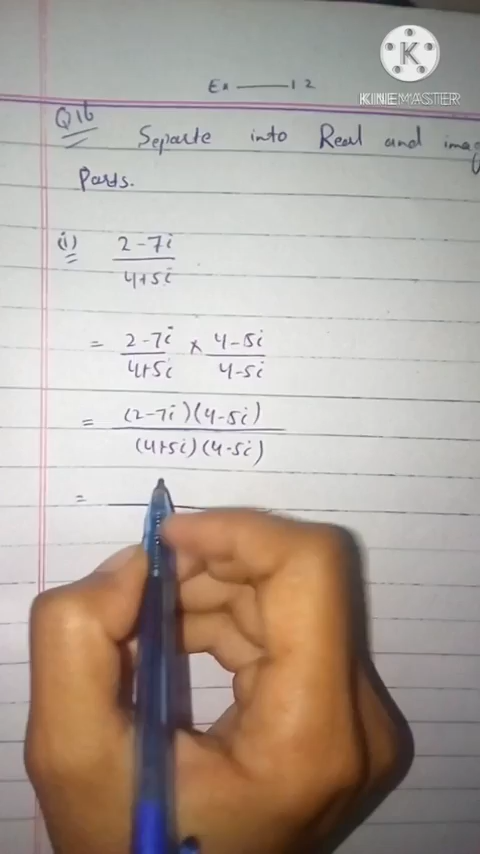 K
KINEMASTER
Ex —— 1 2
Q16
Separte into Real and imag
Parts.
(i) 2-7i / 4+5i
= 2-7i / 4+5i × 4-5i / 4-5i
= (2-7i)(4-5i) / (4+5i)(4-5i)
=